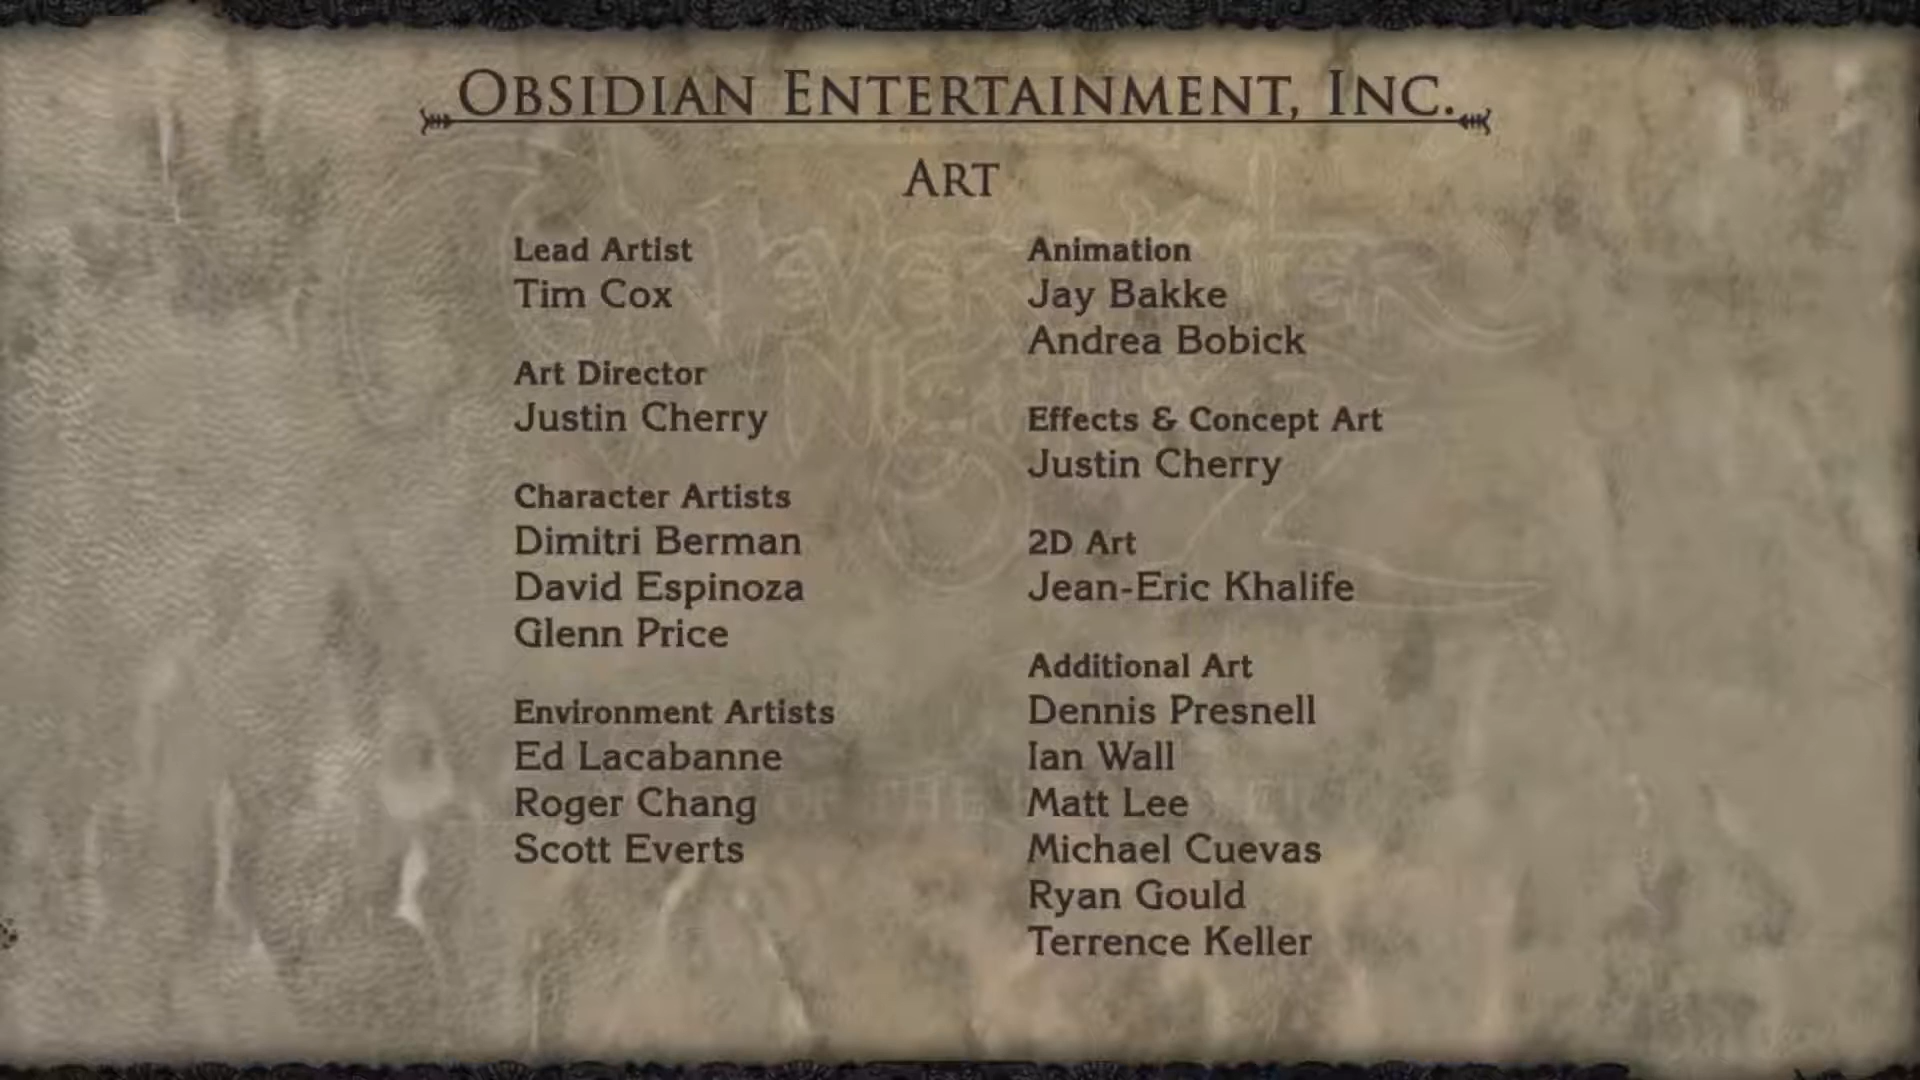 OBSIDIAN ENTERTAINMENT, INC.
ART
Lead Artist
Tim Cox
Art Director
Justin Cherry
Character Artists
Dimitri Berman
David Espinoza
Glenn Price
Environment Artists
Ed Lacabanne
Roger Chang
Scott Everts
Animation
Jay Bakke
Andrea Bobick
Effects & Concept Art
Justin Cherry
2D Art
Jean-Eric Khalife
Additional Art
Dennis Presnell
Ian Wall
Matt Lee
Michael Cuevas
Ryan Gould
Terrence Keller